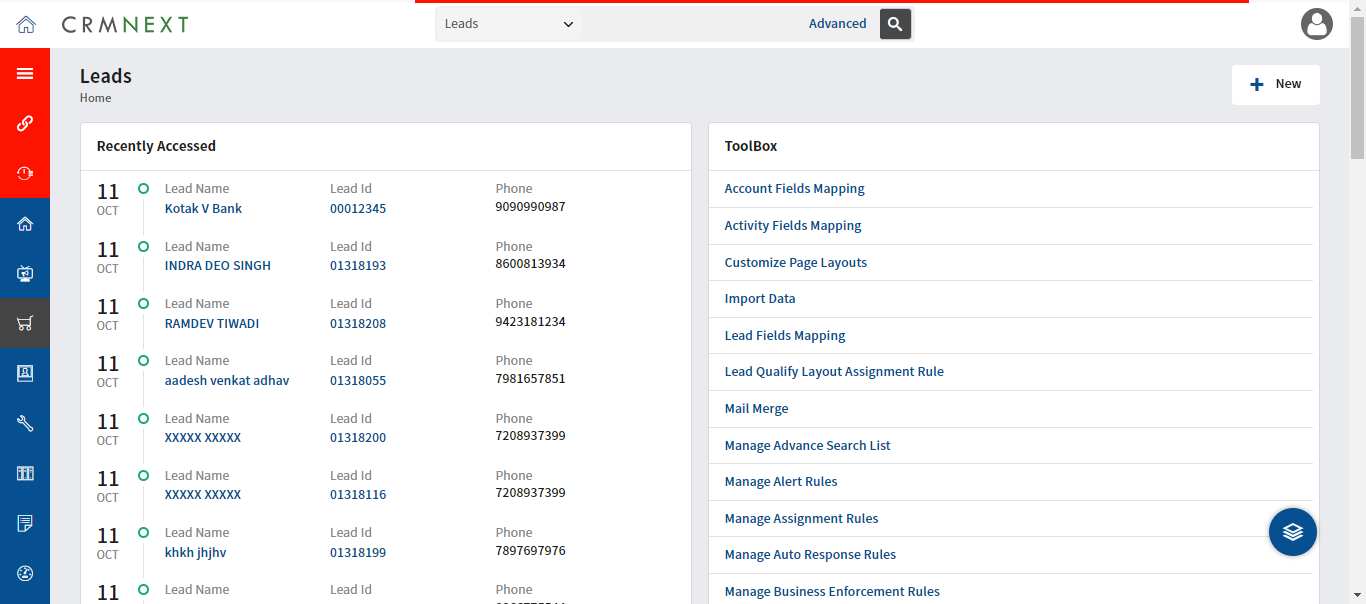 CRMNEXT
Leads
Advanced
Leads
Home
New
Recently Accessed
11 Lead Name Lead Id Phone
OCT Kotak V Bank 00012345 9090990987
11 Lead Name Lead Id Phone
OCT INDRA DEO SINGH 01318193 8600813934
11 Lead Name Lead Id Phone
OCT RAMDEV TIWADI 01318208 9423181234
11 Lead Name Lead Id Phone
OCT aadesh venkat adhav 01318055 7981657851
11 Lead Name Lead Id Phone
OCT XXXXX XXXXX 01318200 7208937399
11 Lead Name Lead Id Phone
OCT XXXXX XXXXX 01318116 7208937399
11 Lead Name Lead Id Phone
OCT khkh jhjhv 01318199 7897697976
11 Lead Name Lead Id Phone
ToolBox
Account Fields Mapping
Activity Fields Mapping
Customize Page Layouts
Import Data
Lead Fields Mapping
Lead Qualify Layout Assignment Rule
Mail Merge
Manage Advance Search List
Manage Alert Rules
Manage Assignment Rules
Manage Auto Response Rules
Manage Business Enforcement Rules